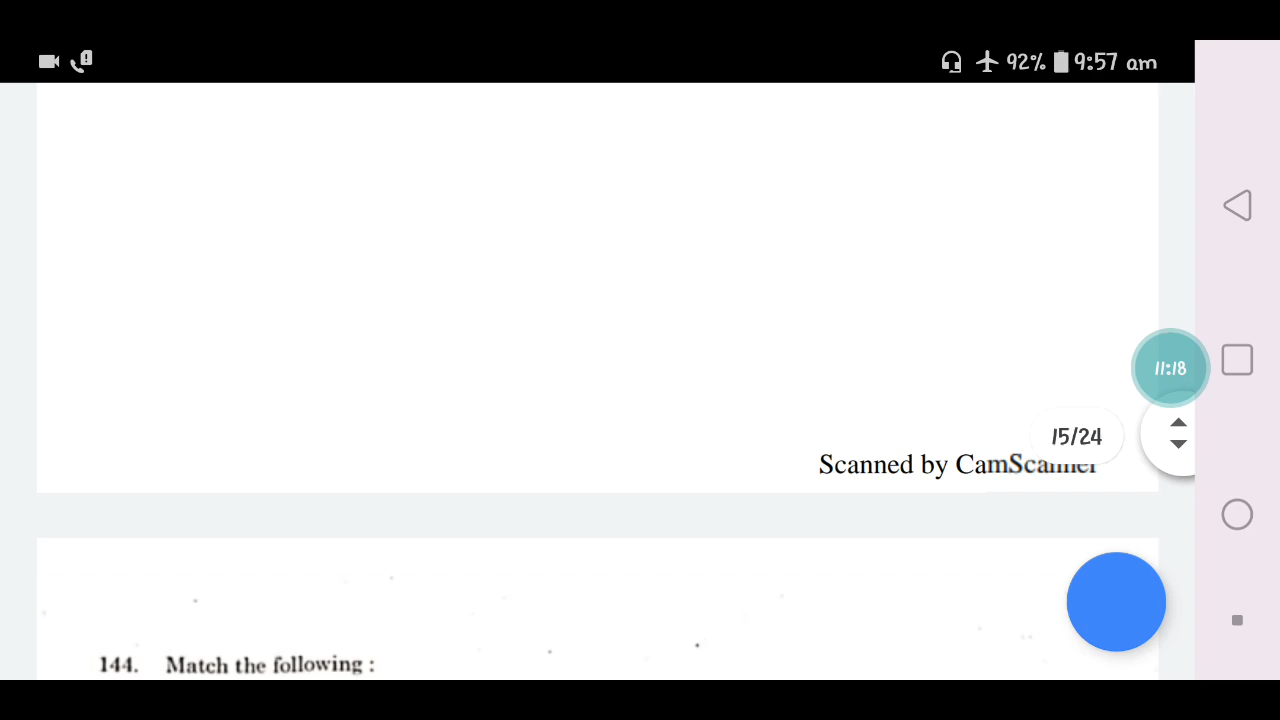 92% 9:57 am
11:18
15/24
Scanned by CamScanner
144. Match the following :